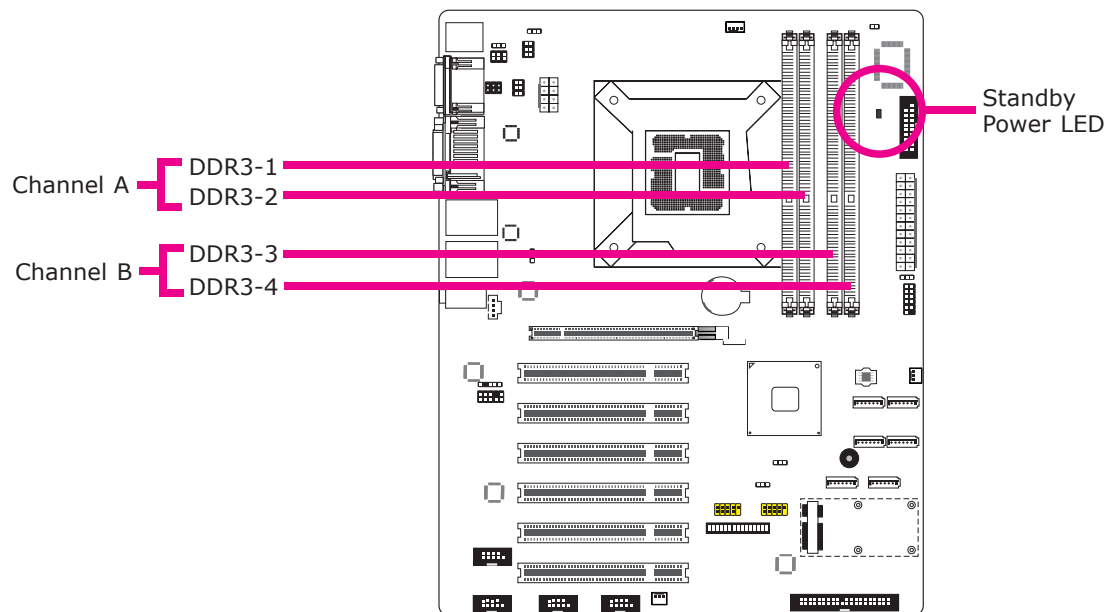 Standby
Power LED
Channel A
DDR3-1
DDR3-2
Channel B
DDR3-3
DDR3-4